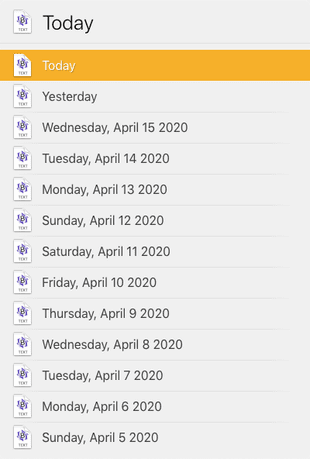 Today
Today
Yesterday
Wednesday, April 15 2020
Tuesday, April 14 2020
Monday, April 13 2020
Sunday, April 12 2020
Saturday, April 11 2020
Friday, April 10 2020
Thursday, April 9 2020
Wednesday, April 8 2020
Tuesday, April 7 2020
Monday, April 6 2020
Sunday, April 5 2020